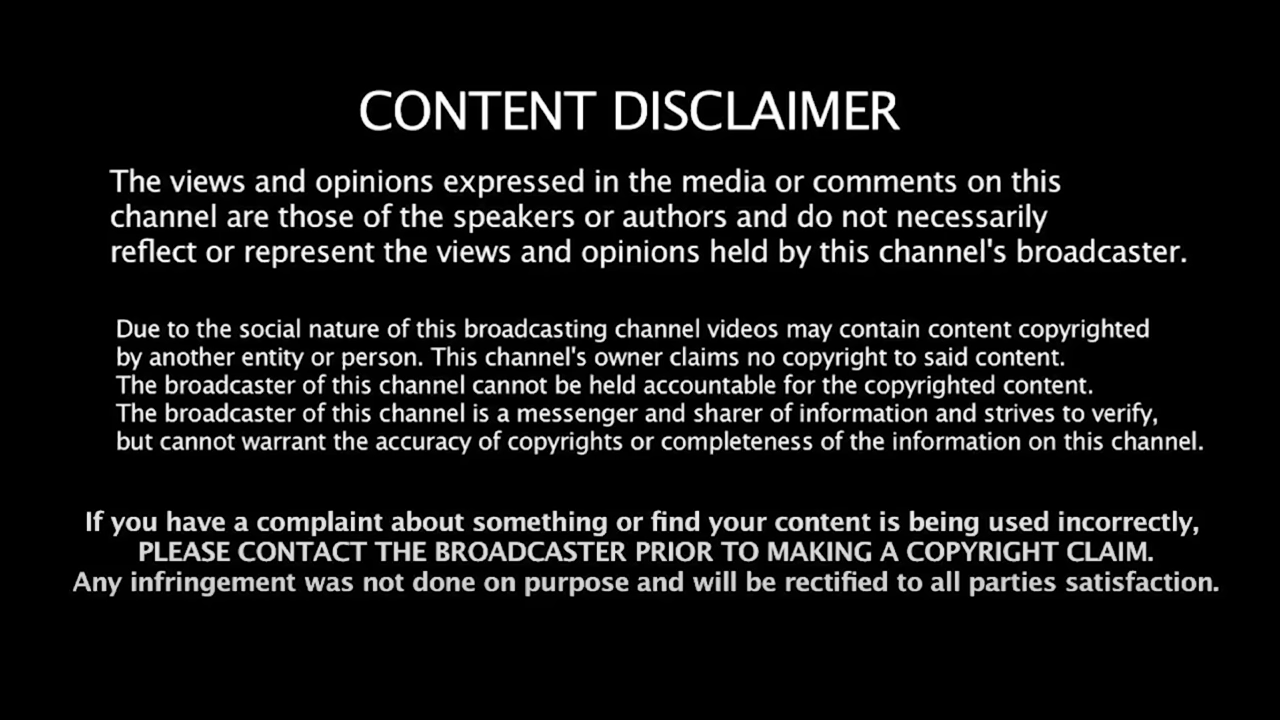 CONTENT DISCLAIMER
The views and opinions expressed in the media or comments on this
channel are those of the speakers or authors and do not necessarily
reflect or represent the views and opinions held by this channel's broadcaster.
Due to the social nature of this broadcasting channel videos may contain content copyrighted
by another entity or person. This channel's owner claims no copyright to said content.
The broadcaster of this channel cannot be held accountable for the copyrighted content.
The broadcaster of this channel is a messenger and sharer of information and strives to verify,
but cannot warrant the accuracy of copyrights or completeness of the information on this channel.
If you have a complaint about something or find your content is being used incorrectly,
PLEASE CONTACT THE BROADCASTER PRIOR TO MAKING A COPYRIGHT CLAIM.
Any infringement was not done on purpose and will be rectified to all parties satisfaction.